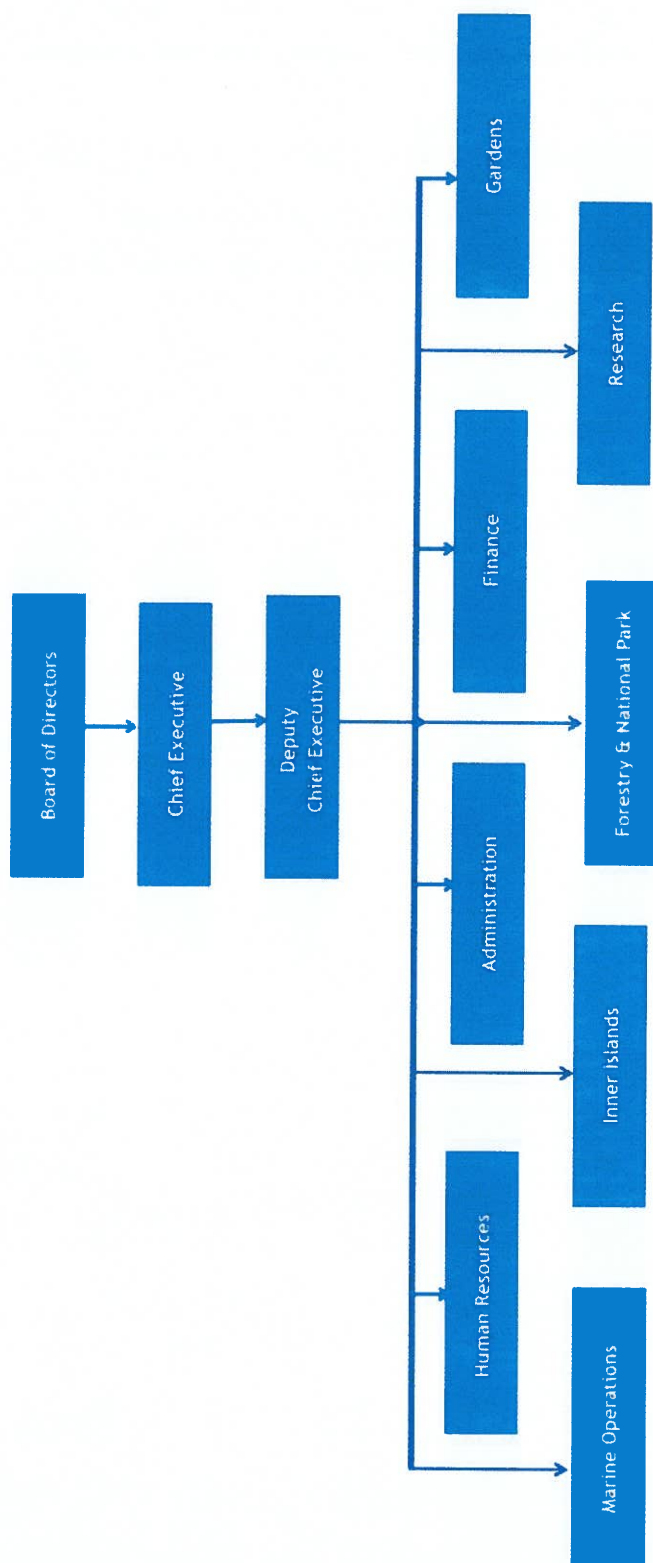 Board of Directors
Chief Executive
Deputy
Chief Executive
Human Resources
Administration
Finance
Gardens
Marine Operations
Inner Islands
Forestry & National Park
Research